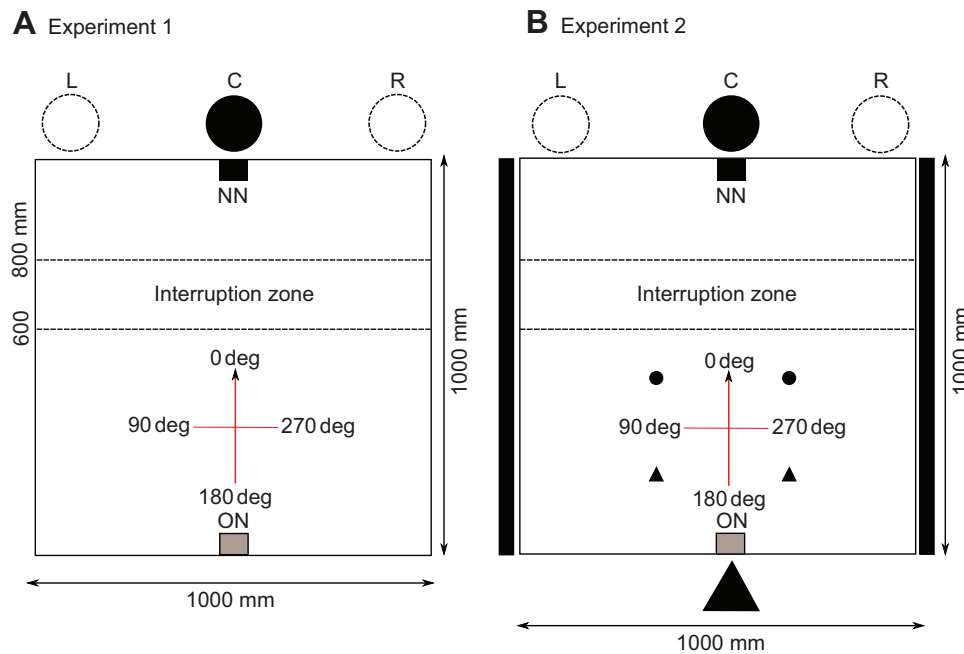 A Experiment 1
L C R
NN
800 mm
600
Interruption zone
0 deg
90 deg 270 deg
180 deg
ON
1000 mm
1000 mm
B Experiment 2
L C R
NN
Interruption zone
0 deg
90 deg 270 deg
180 deg
ON
1000 mm
1000 mm